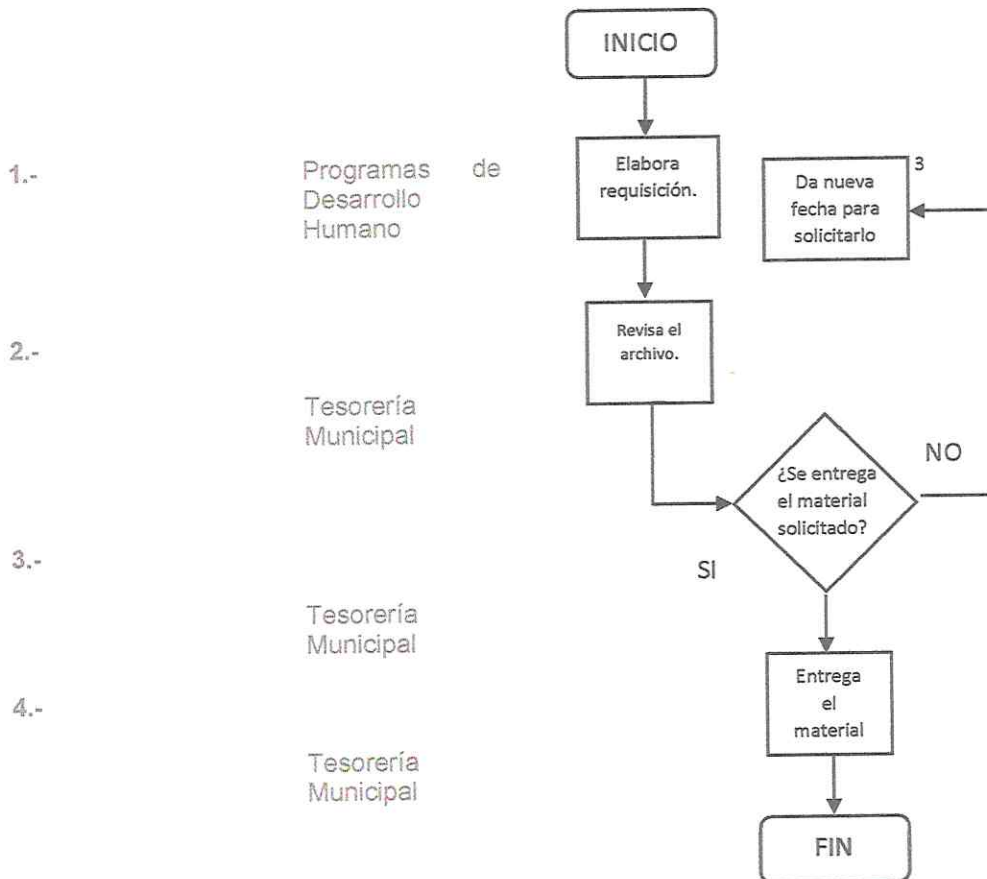 INICIO
1.-
Programas de
Desarrollo
Humano
Elabora
requisición.
3
Da nueva
fecha para
solicitarlo
2.-
Revisa el
archivo.
Tesorería
Municipal
¿Se entrega
el material
solicitado?
NO
SI
3.-
Tesorería
Municipal
4.-
Entrega
el
material
Tesorería
Municipal
FIN